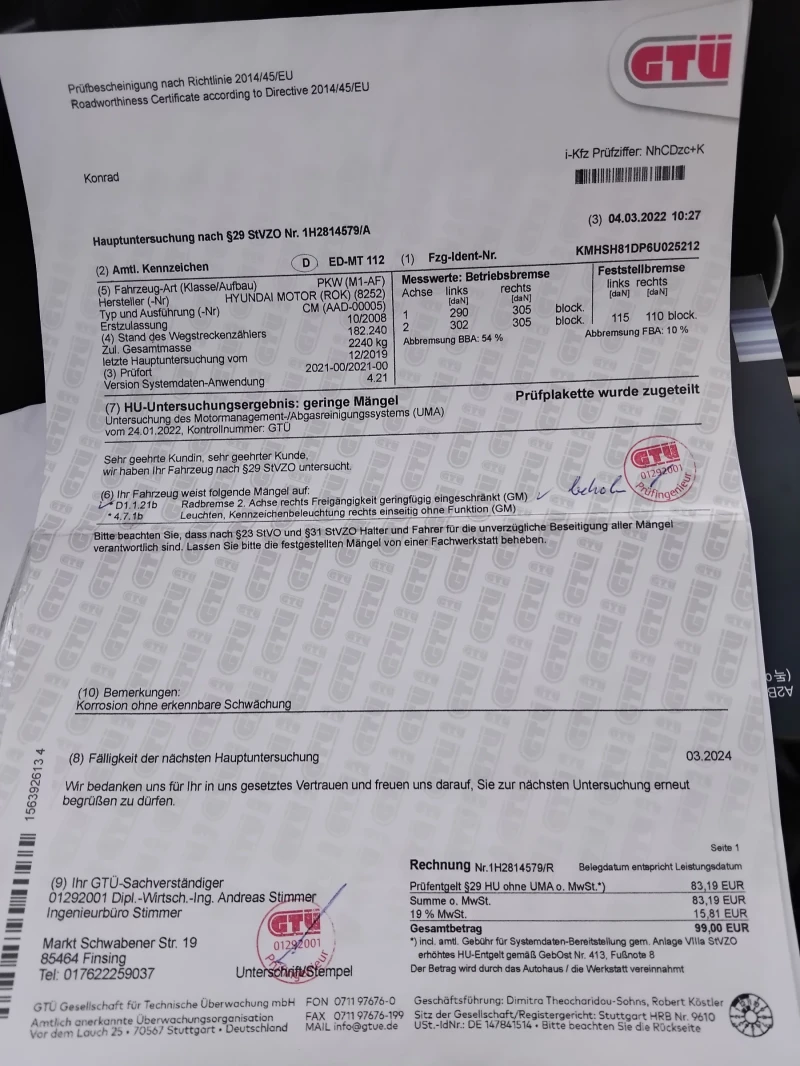 GTÜ
Prüfbescheinigung nach Richtlinie 2014/45/EU
Roadworthiness Certificate according to Directive 2014/45/EU
i-Kfz Prüfziffer: NhCDzc+K
Konrad
(3) 04.03.2022 10:27
Hauptuntersuchung nach §29 StVZO Nr. 1H2814579/A
(2) Amtl. Kennzeichen D ED-MT 112 (1) Fzg-Ident-Nr. KMHSH81DP6U025212
(5) Fahrzeug-Art (Klasse/Aufbau) PKW (M1-AF)
Hersteller (-Nr) HYUNDAI MOTOR (ROK) (8252)
Typ und Ausführung (-Nr) CM (AAD-00005)
Erstzulassung 10/2008
(4) Stand des Wegstreckenzählers 182.240
Zul. Gesamtmasse 2240 kg
letzte Hauptuntersuchung vom 12/2019
(3) Prüfort 2021-00/2021-00
Version Systemdaten-Anwendung 4.21
Messwerte: Betriebsbremse Feststellbremse
Achse links rechts links rechts
[daN] [daN] [daN] [daN]
1 290 305 block.
2 302 305 block. 115 110 block.
Abbremsung BBA: 54 % Abbremsung FBA: 10 %
(7) HU-Untersuchungsergebnis: geringe Mängel Prüfplakette wurde zugeteilt
Untersuchung des Motormanagement-/Abgasreinigungssystems (UMA)
vom 24.01.2022, Kontrollnummer: GTÜ
Sehr geehrte Kundin, sehr geehrter Kunde,
wir haben Ihr Fahrzeug nach §29 StVZO untersucht.
GTÜ
01292001
Prüfingenieur
(6) Ihr Fahrzeug weist folgende Mängel auf:
* D1.1.21b Radbremse 2. Achse rechts Freigängigkeit geringfügig eingeschränkt (GM)
* 4.7.1b Leuchten, Kennzeichenbeleuchtung rechts einseitig ohne Funktion (GM)
Bitte beachten Sie, dass nach §23 StVO und §31 StVZO Halter und Fahrer für die unverzügliche Beseitigung aller Mängel
verantwortlich sind. Lassen Sie bitte die festgestellten Mängel von einer Fachwerkstatt beheben.
(10) Bemerkungen:
Korrosion ohne erkennbare Schwächung
(8) Fälligkeit der nächsten Hauptuntersuchung 03.2024
Wir bedanken uns für Ihr in uns gesetztes Vertrauen und freuen uns darauf, Sie zur nächsten Untersuchung erneut
begrüßen zu dürfen.
156392613 4
Seite 1
(9) Ihr GTÜ-Sachverständiger
01292001 Dipl.-Wirtsch.-Ing. Andreas Stimmer
Ingenieurbüro Stimmer
Markt Schwabener Str. 19
85464 Finsing
Tel: 017622259037
GTÜ
01292001
Prüfingenieur
Unterschrift/Stempel
Rechnung Nr.1H2814579/R Belegdatum entspricht Leistungsdatum
Prüfentgelt §29 HU ohne UMA o. MwSt.*) 83,19 EUR
Summe o. MwSt. 83,19 EUR
19 % MwSt. 15,81 EUR
Gesamtbetrag 99,00 EUR
*) incl. amtl. Gebühr für Systemdaten-Bereitstellung gem. Anlage VIIIa StVZO
erhöhtes HU-Entgelt gemäß GebOst Nr. 413, Fußnote 8
Der Betrag wird durch das Autohaus / die Werkstatt vereinnahmt
GTÜ Gesellschaft für Technische Überwachung mbH
Amtlich anerkannte Überwachungsorganisation
Vor dem Lauch 25 • 70567 Stuttgart • Deutschland
FON 0711 97676-0
FAX 0711 97676-199
MAIL info@gtue.de
Geschäftsführung: Dimitra Theocharidou-Sohns, Robert Köstler
Sitz der Gesellschaft/Registergericht: Stuttgart HRB Nr. 9610
USt.-IdNr.: DE 147841514 • Bitte beachten Sie die Rückseite